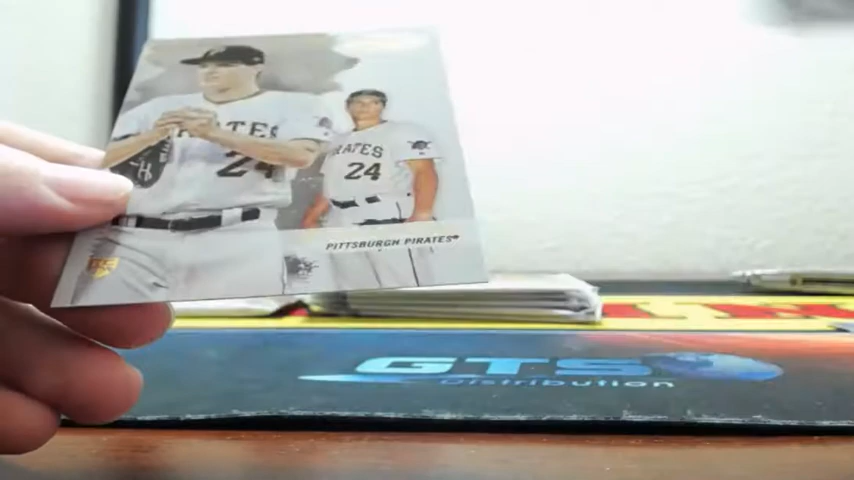 PIRATES
24
PIRATES
24
PITTSBURGH PIRATES
GTS
Distribution